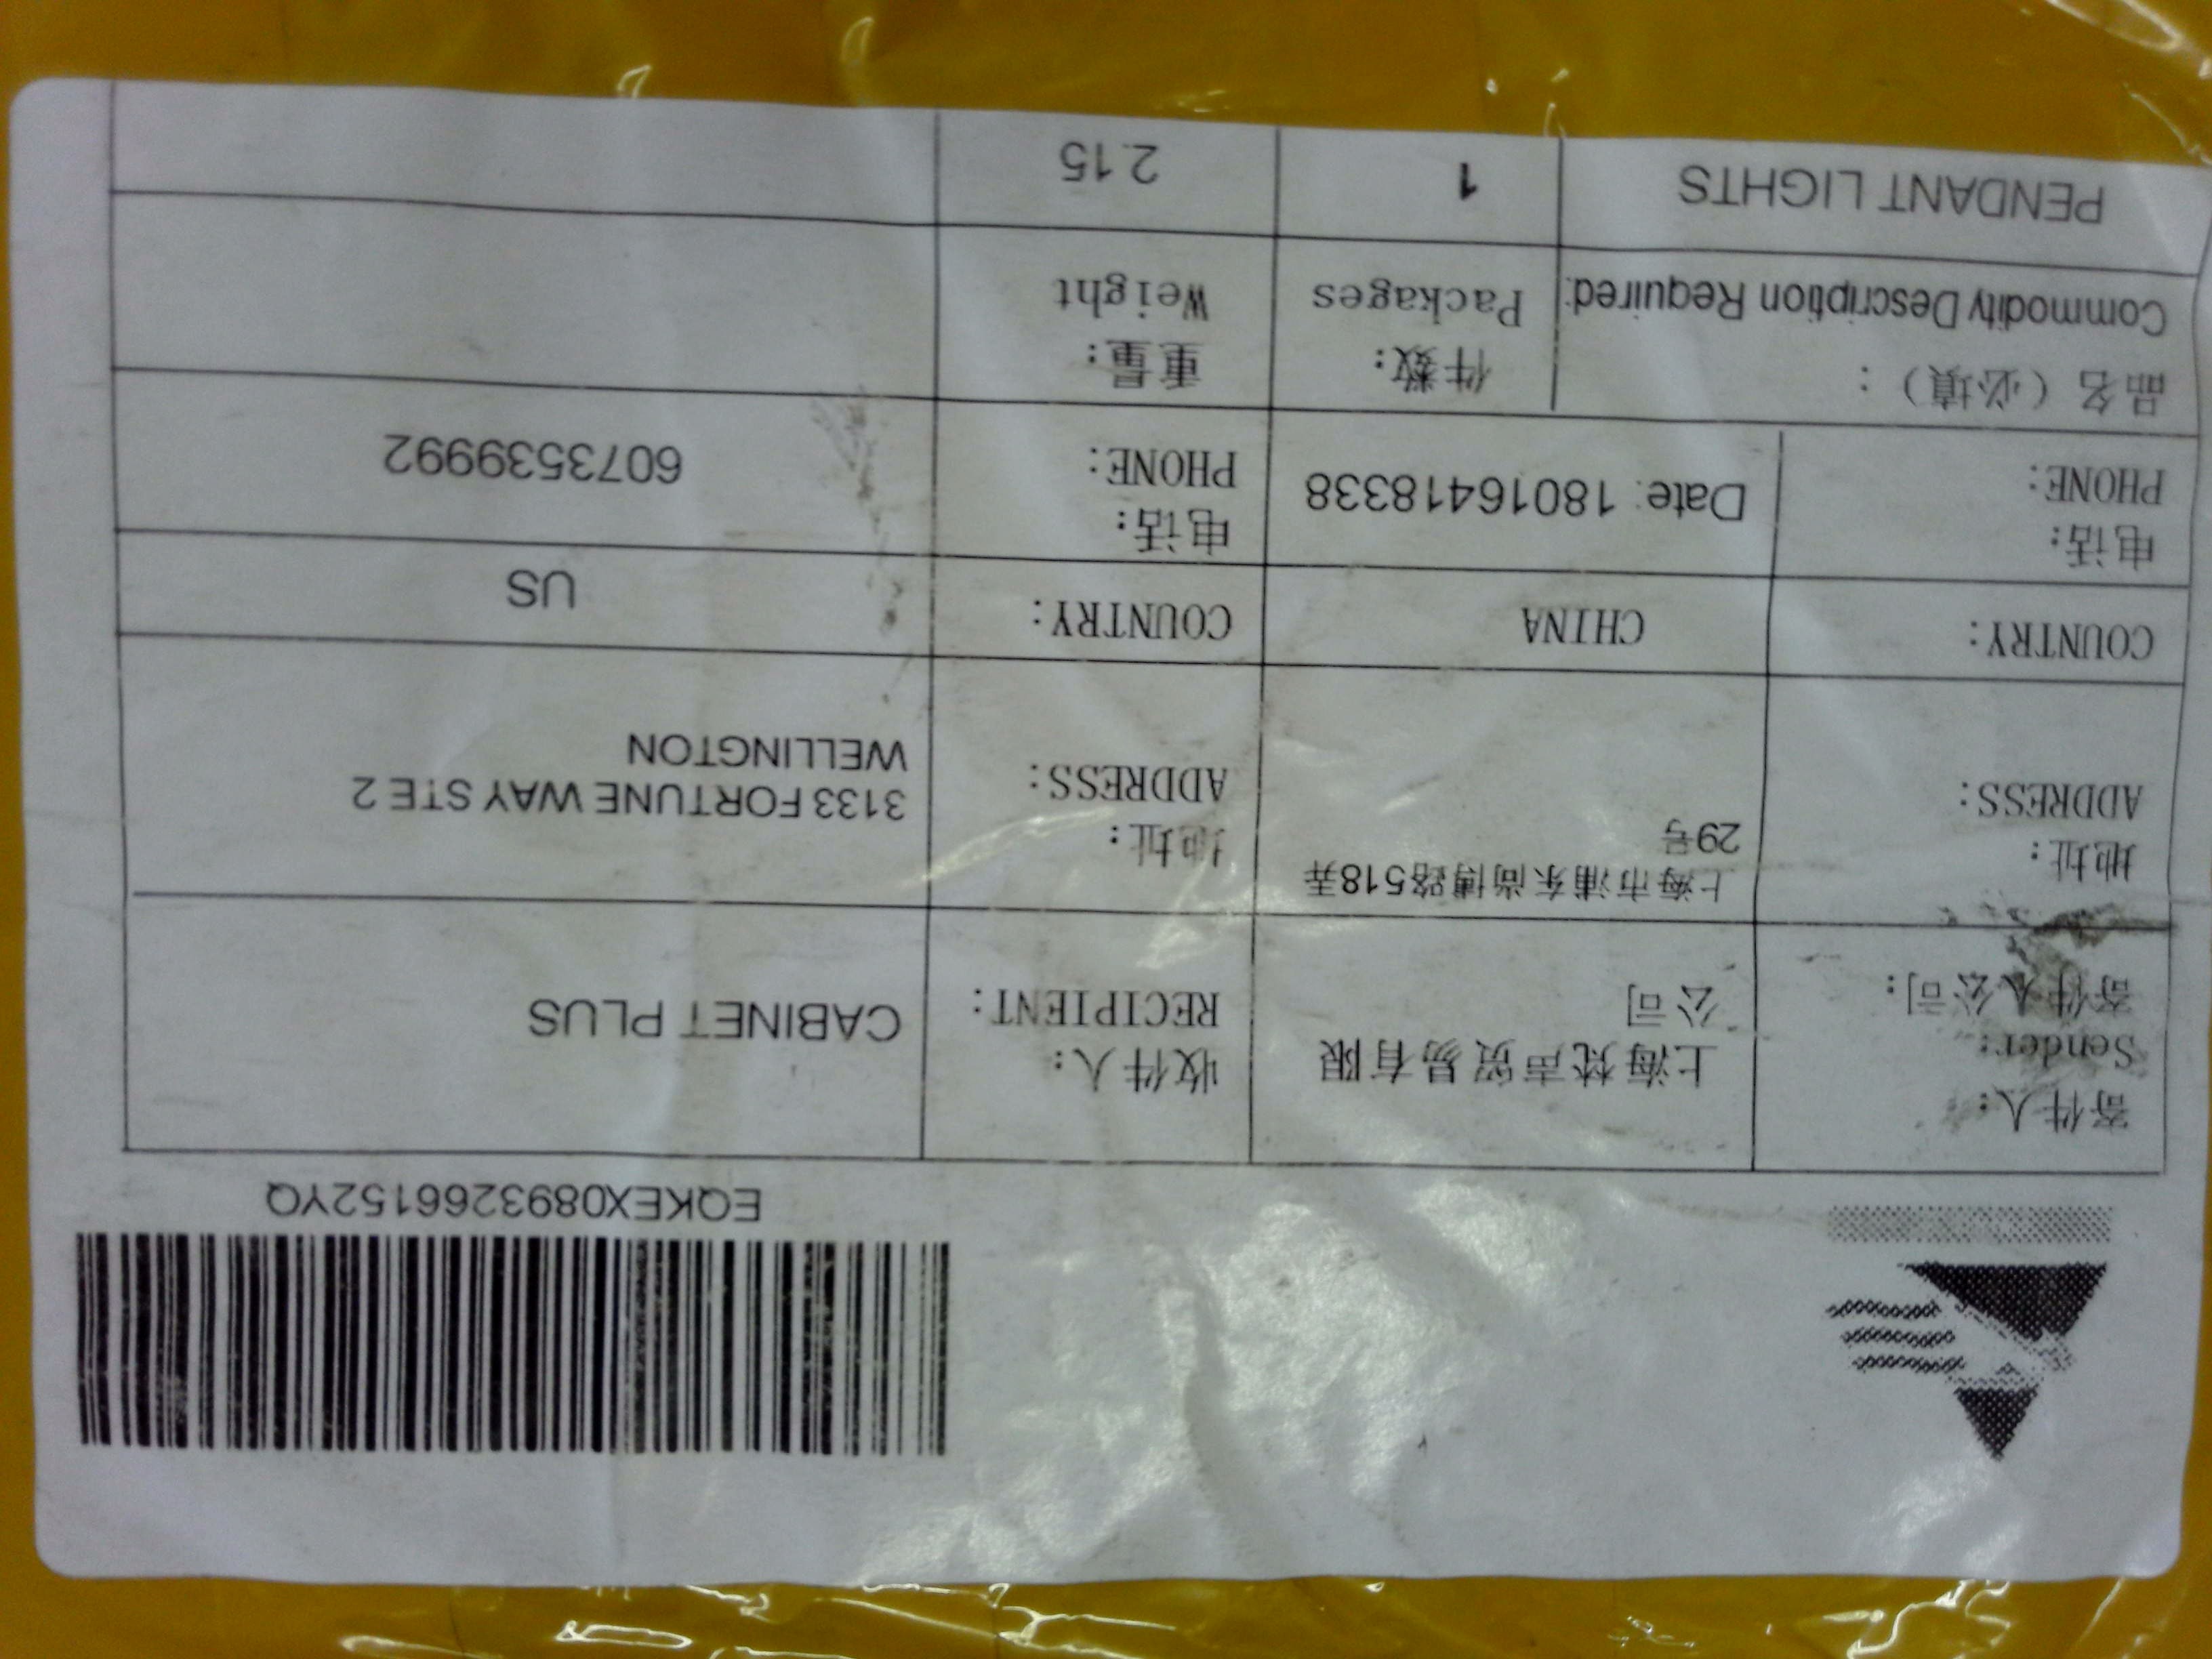 EQKEX0893266152YQ
寄件人:
Sender:
寄件人公司:
上海梵声贸易有限
公司
收件人:
RECIPIENT:
CABINET PLUS
地址:
ADDRESS:
上海市浦东尚博路518弄
29号
地址:
ADDRESS:
3133 FORTUNE WAY STE 2
WELLINGTON
COUNTRY:
CHINA
COUNTRY:
US
电话:
PHONE:
Date: 18016418338
电话:
PHONE:
6073539992
品名（必填）:
Commodity Description Required:
件数:
Packages
重量:
Weight
PENDANT LIGHTS
1
2.15